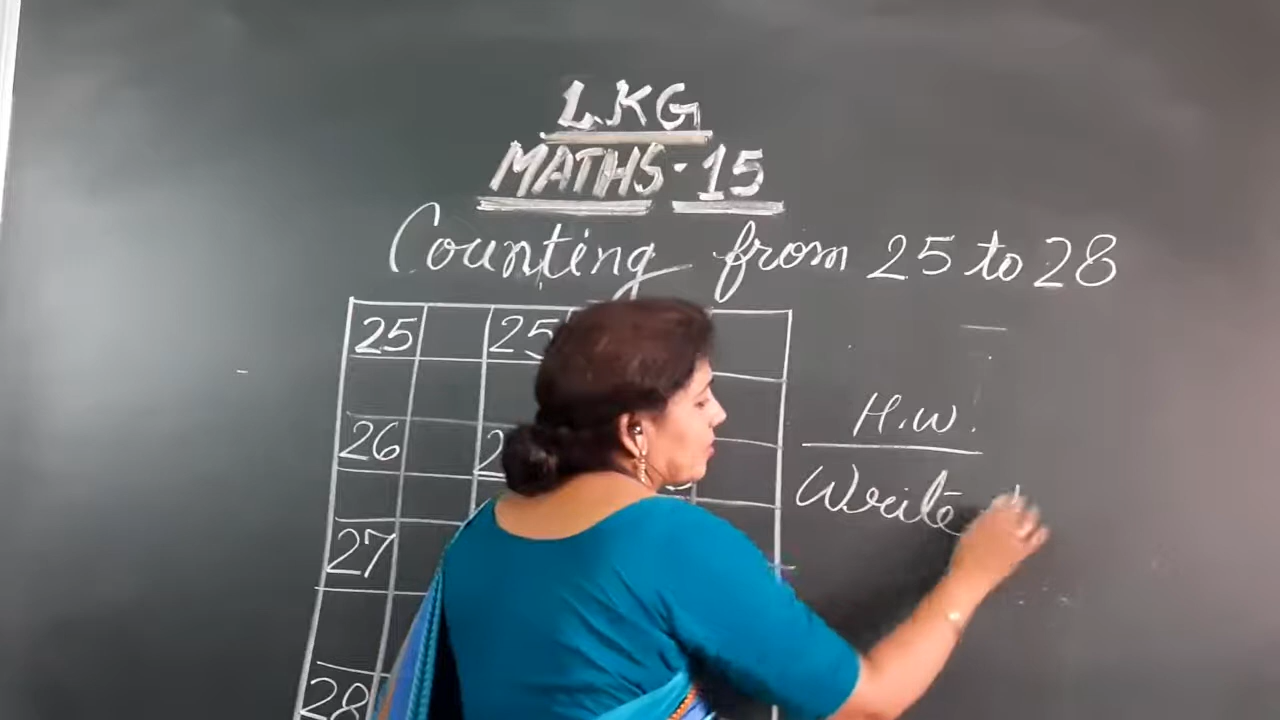 LKG
MATHS-15
Counting from 25 to 28
25 25
26
27
28
H.W.
Write